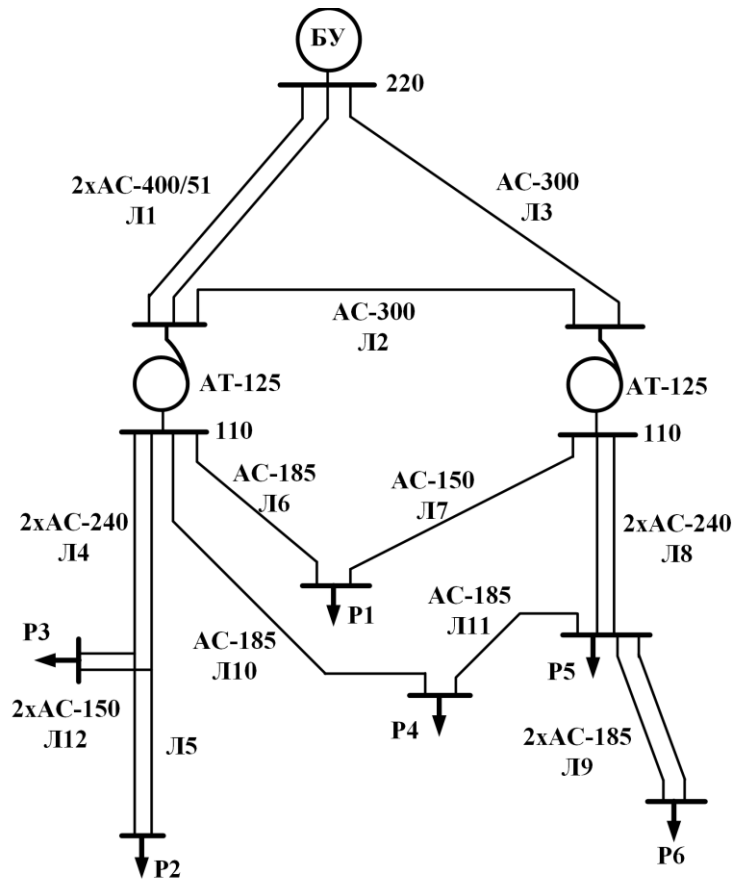 БУ
220
2хАС-400/51
Л1
АС-300
Л3
АС-300
Л2
АТ-125
АТ-125
110
110
АС-185
Л6
АС-150
Л7
2хАС-240
Л4
2хАС-240
Л8
Р1
АС-185
Л11
Р3
АС-185
Л10
Р5
2хАС-150
Л12
Р4
Л5
2хАС-185
Л9
Р2
Р6